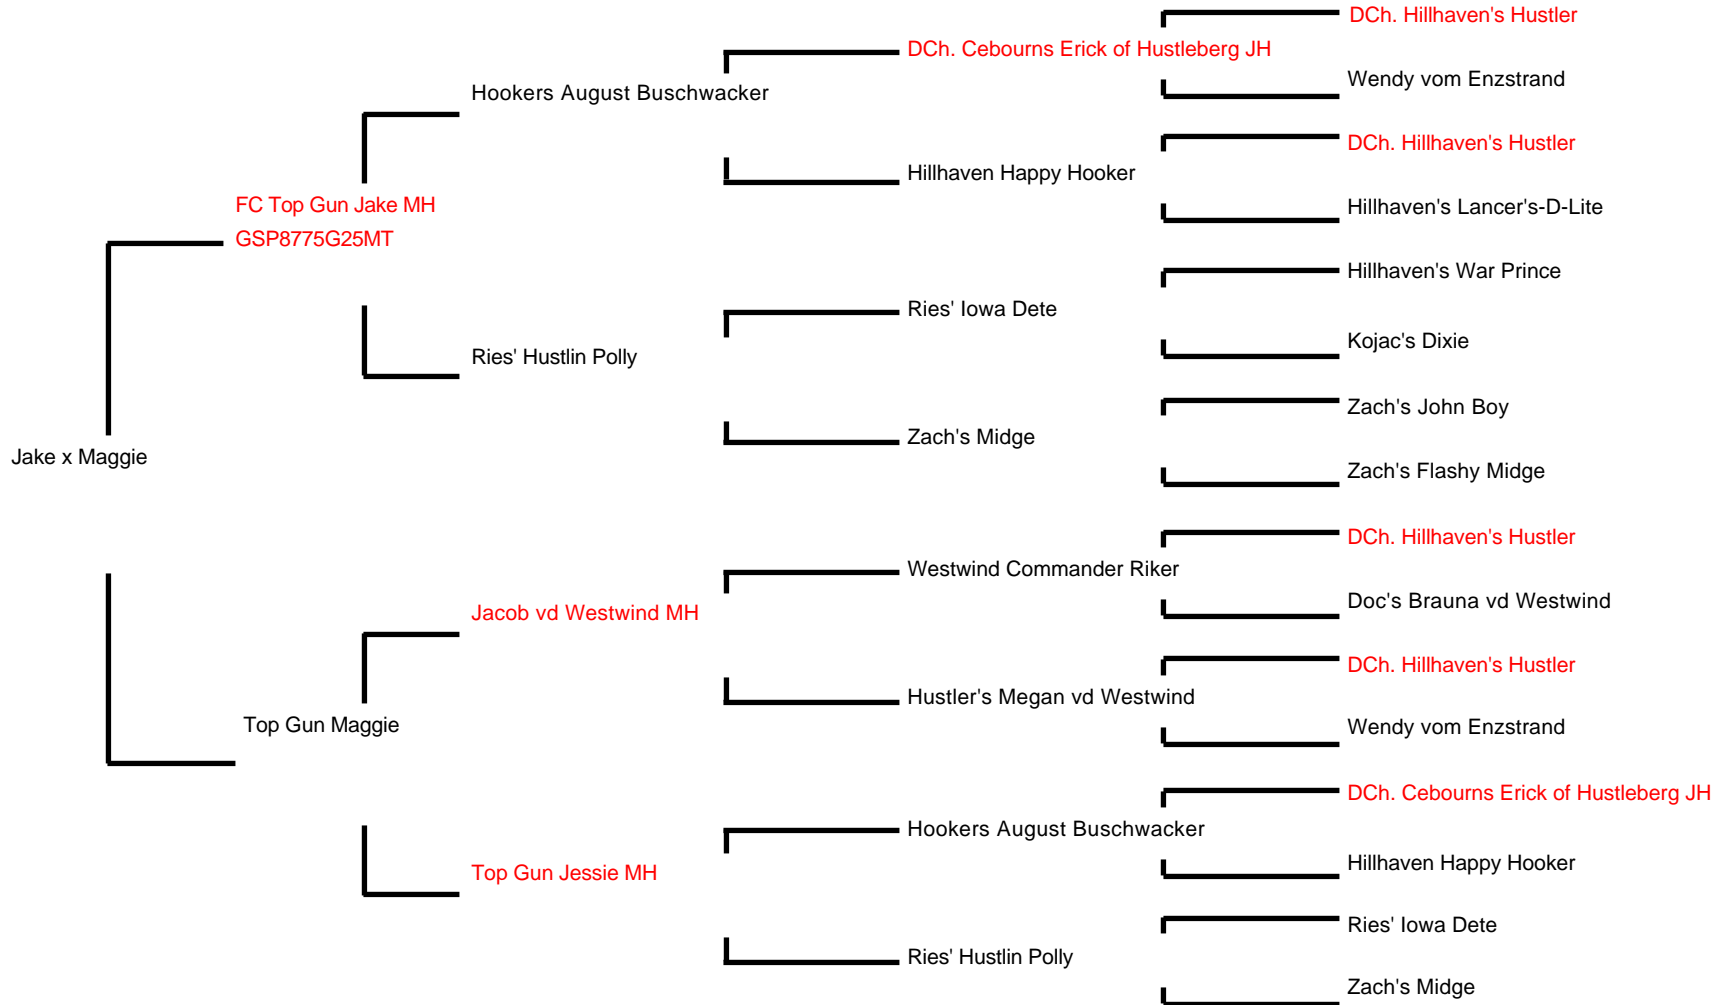 DCh. Hillhaven's Hustler
DCh. Cebourns Erick of Hustleberg JH
Wendy vom Enzstrand
Hookers August Buschwacker
DCh. Hillhaven's Hustler
Hillhaven Happy Hooker
Hillhaven's Lancer's-D-Lite
FC Top Gun Jake MH
GSP8775G25MT
Hillhaven's War Prince
Ries' Iowa Dete
Kojac's Dixie
Ries' Hustlin Polly
Zach's John Boy
Zach's Midge
Zach's Flashy Midge
Jake x Maggie
DCh. Hillhaven's Hustler
Westwind Commander Riker
Doc's Brauna vd Westwind
Jacob vd Westwind MH
DCh. Hillhaven's Hustler
Hustler's Megan vd Westwind
Wendy vom Enzstrand
Top Gun Maggie
DCh. Cebourns Erick of Hustleberg JH
Hookers August Buschwacker
Hillhaven Happy Hooker
Top Gun Jessie MH
Ries' Iowa Dete
Ries' Hustlin Polly
Zach's Midge